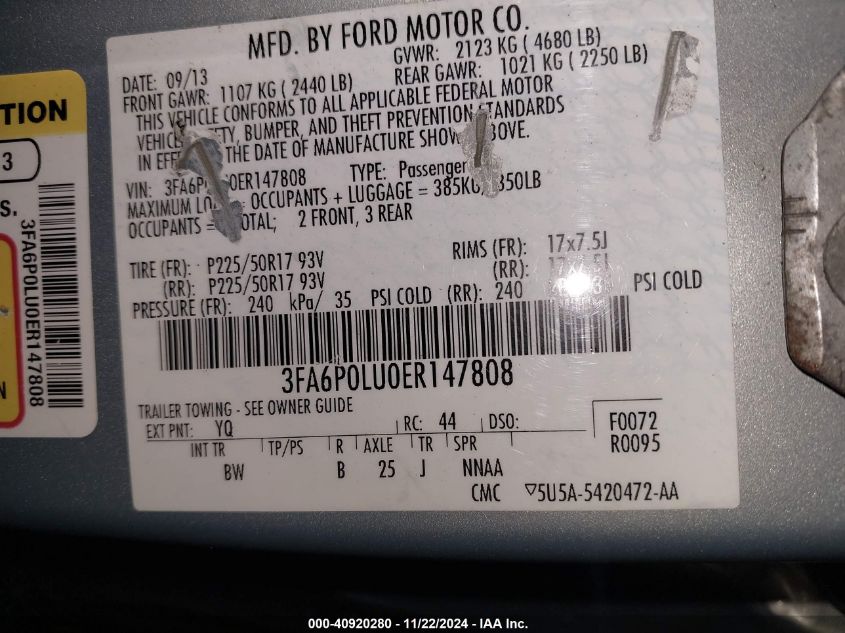 MFD. BY FORD MOTOR CO.
DATE: 09/13 GVWR: 2123 KG ( 4680 LB)
FRONT GAWR: 1107 KG ( 2440 LB) REAR GAWR: 1021 KG ( 2250 LB)
THIS VEHICLE CONFORMS TO ALL APPLICABLE FEDERAL MOTOR
BUMPER, AND THEFT PREVENTION STANDARDS
THE DATE OF MANUFACTURE
VIN: TYPE: Passenger
MAXIMUM OCCUPANTS + LUGGAGE =
OCCUPANTS = 2 FRONT, 3 REAR
TIRE (FR): P225/50R17 93V RIMS (FR): 17x7.5J
(RR): P225/50R17 93V (RR):
PRESSURE (FR): 240 kPa/ 35 PSI COLD (RR): 240 PSI COLD
3FA6P0LU0ER147808
TRAILER TOWING - SEE OWNER GUIDE
EXT PNT: YQ RC: 44 DSO: F0072
INT TR TP/PS R AXLE TR SPR R0095
BW B 25 J NNAA
CMC ▽5U5A-5420472-AA
TION
3
S.
3FA6P0LU0ER147808
N
000-40920280 - 11/22/2024 - IAA Inc.